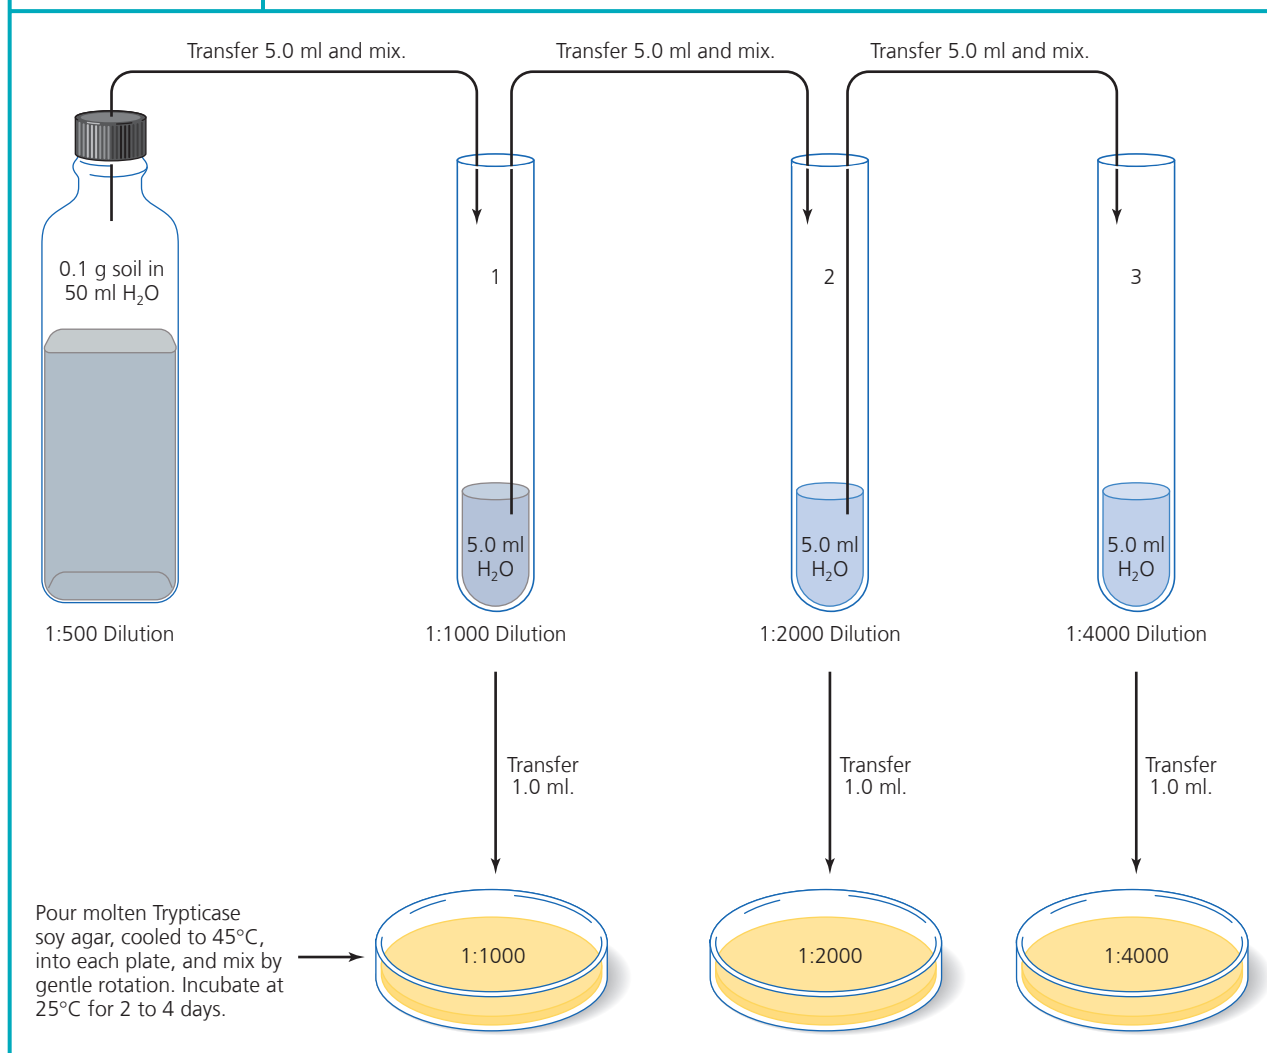 Transfer 5.0 ml and mix.
Transfer 5.0 ml and mix.
Transfer 5.0 ml and mix.
0.1 g soil in
50 ml H₂O
1
2
3
5.0 ml
H₂O
5.0 ml
H₂O
5.0 ml
H₂O
1:500 Dilution
1:1000 Dilution
1:2000 Dilution
1:4000 Dilution
Transfer
1.0 ml.
Transfer
1.0 ml.
Transfer
1.0 ml.
Pour molten Trypticase
soy agar, cooled to 45°C,
into each plate, and mix by
gentle rotation. Incubate at
25°C for 2 to 4 days.
1:1000
1:2000
1:4000